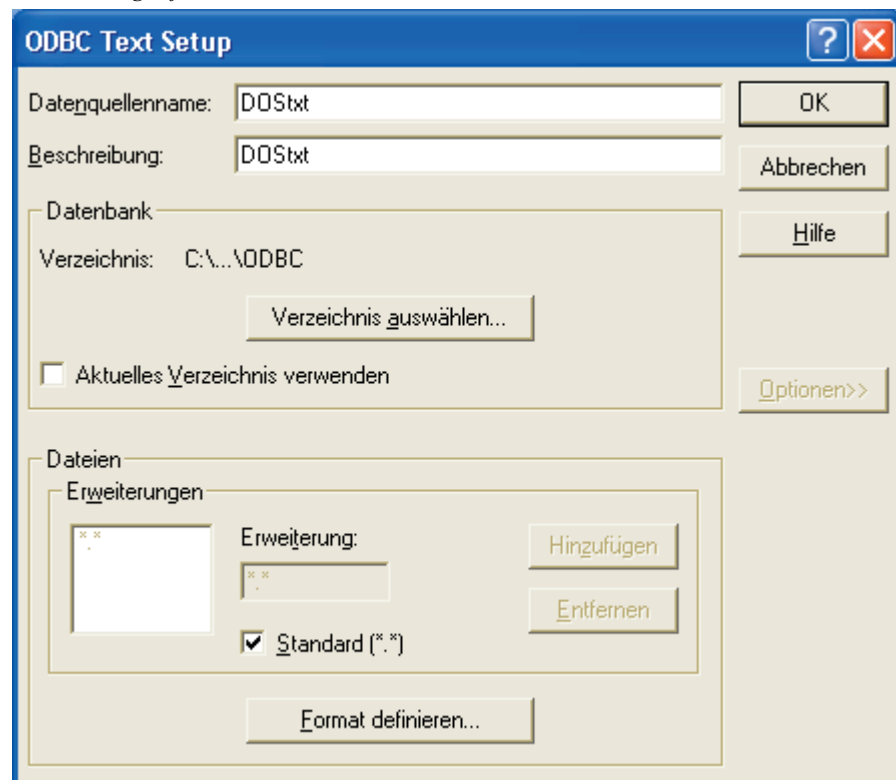 ODBC Text Setup
Datenquellenname: DOStxt
OK
Beschreibung: DOStxt
Abbrechen
Datenbank
Hilfe
Verzeichnis: C:\...\ODBC
Verzeichnis auswählen...
Aktuelles Verzeichnis verwenden
Optionen>>
Dateien
Erweiterungen
*.*
Erweiterung:
*.*
Hinzufügen
Entfernen
Standard (*.*)
Format definieren...